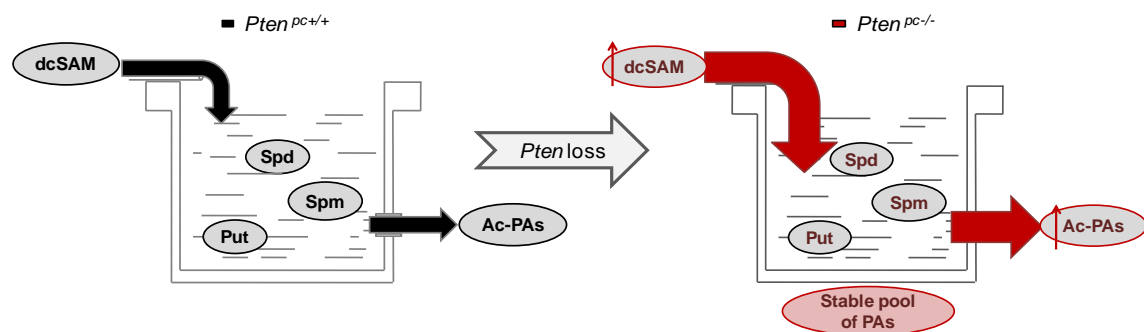 Pten pc+/+
dcSAM
Spd
Spm
Put
Ac-PAs
Pten loss
Pten pc-/-
dcSAM
Spd
Spm
Put
Ac-PAs
Stable pool
of PAs